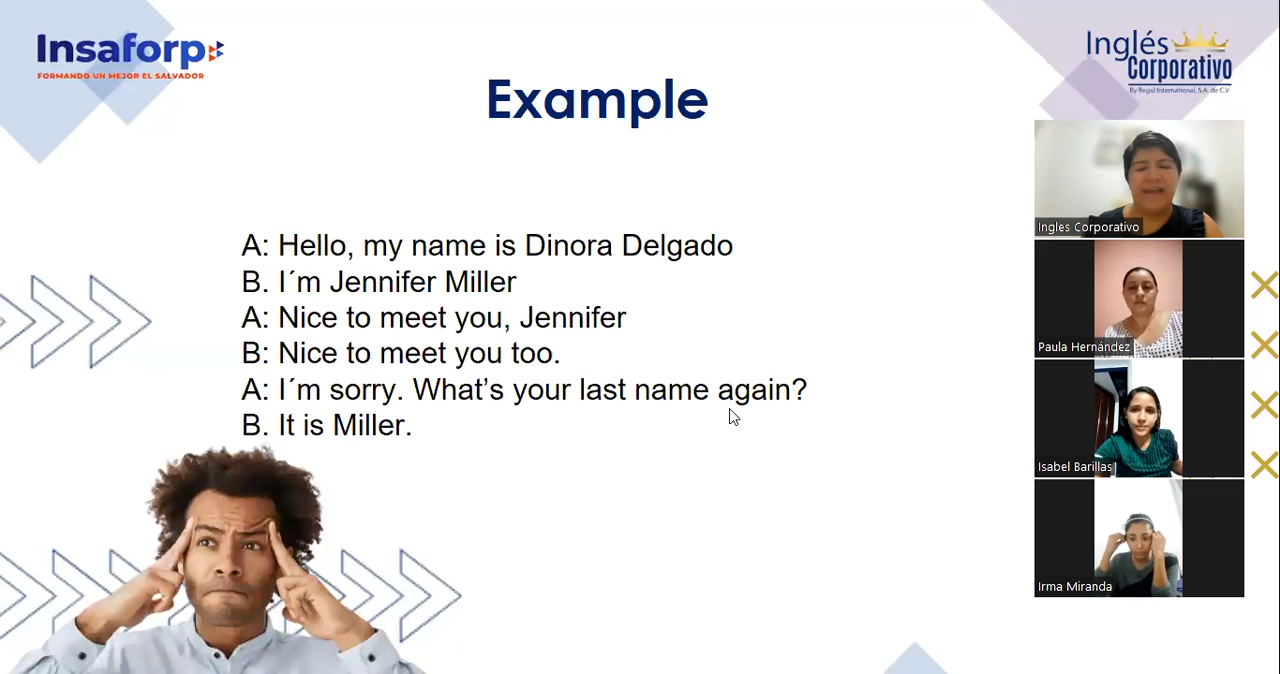 Insaforp
FORMANDO UN MEJOR EL SALVADOR
Inglés
Corporativo
By Regal International, S.A. de C.V
Example
A: Hello, my name is Dinora Delgado
B. I´m Jennifer Miller
A: Nice to meet you, Jennifer
B: Nice to meet you too.
A: I´m sorry. What’s your last name again?
B. It is Miller.
Ingles Corporativo
Paula Hernández
Isabel Barillas
Irma Miranda